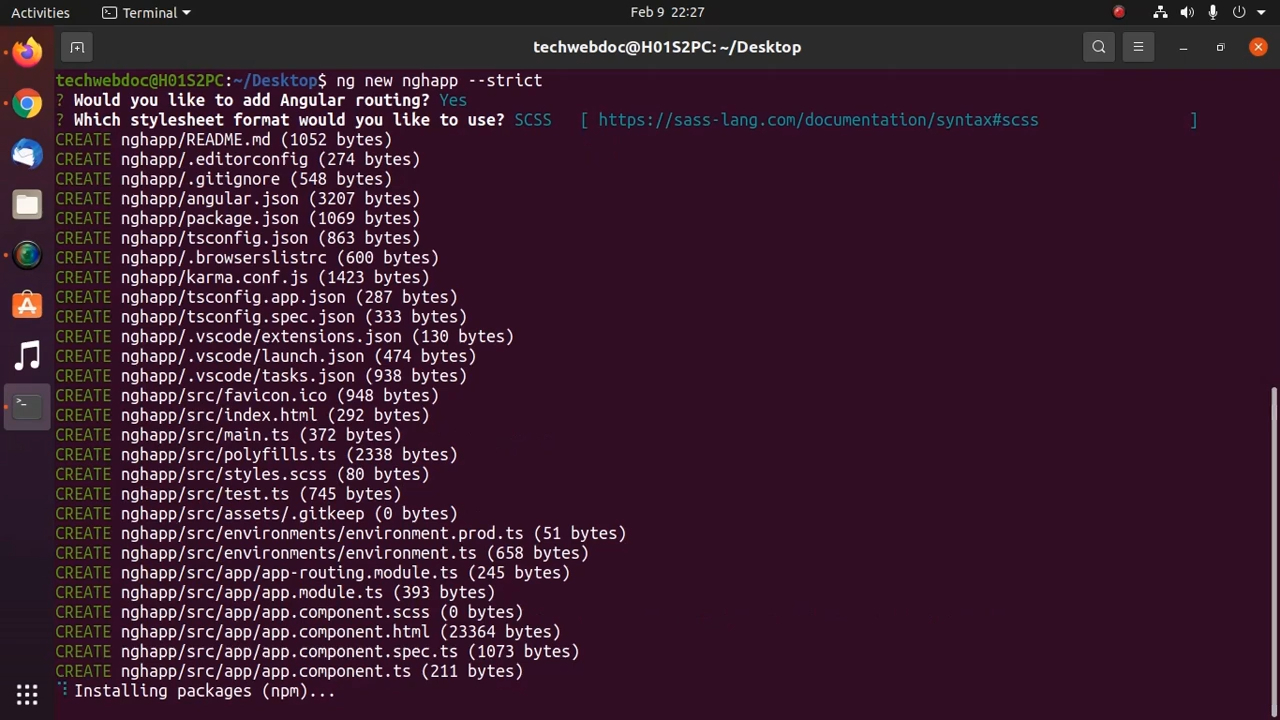 Activities
Terminal
Feb 9 22:27
techwebdoc@H01S2PC: ~/Desktop
techwebdoc@H01S2PC:~/Desktop$ ng new nghapp --strict
? Would you like to add Angular routing? Yes
? Which stylesheet format would you like to use? SCSS   [ https://sass-lang.com/documentation/syntax#scss                ]
CREATE nghapp/README.md (1052 bytes)
CREATE nghapp/.editorconfig (274 bytes)
CREATE nghapp/.gitignore (548 bytes)
CREATE nghapp/angular.json (3207 bytes)
CREATE nghapp/package.json (1069 bytes)
CREATE nghapp/tsconfig.json (863 bytes)
CREATE nghapp/.browserslistrc (600 bytes)
CREATE nghapp/karma.conf.js (1423 bytes)
CREATE nghapp/tsconfig.app.json (287 bytes)
CREATE nghapp/tsconfig.spec.json (333 bytes)
CREATE nghapp/.vscode/extensions.json (130 bytes)
CREATE nghapp/.vscode/launch.json (474 bytes)
CREATE nghapp/.vscode/tasks.json (938 bytes)
CREATE nghapp/src/favicon.ico (948 bytes)
CREATE nghapp/src/index.html (292 bytes)
CREATE nghapp/src/main.ts (372 bytes)
CREATE nghapp/src/polyfills.ts (2338 bytes)
CREATE nghapp/src/styles.scss (80 bytes)
CREATE nghapp/src/test.ts (745 bytes)
CREATE nghapp/src/assets/.gitkeep (0 bytes)
CREATE nghapp/src/environments/environment.prod.ts (51 bytes)
CREATE nghapp/src/environments/environment.ts (658 bytes)
CREATE nghapp/src/app/app-routing.module.ts (245 bytes)
CREATE nghapp/src/app/app.module.ts (393 bytes)
CREATE nghapp/src/app/app.component.scss (0 bytes)
CREATE nghapp/src/app/app.component.html (23364 bytes)
CREATE nghapp/src/app/app.component.spec.ts (1073 bytes)
CREATE nghapp/src/app/app.component.ts (211 bytes)
Installing packages (npm)...